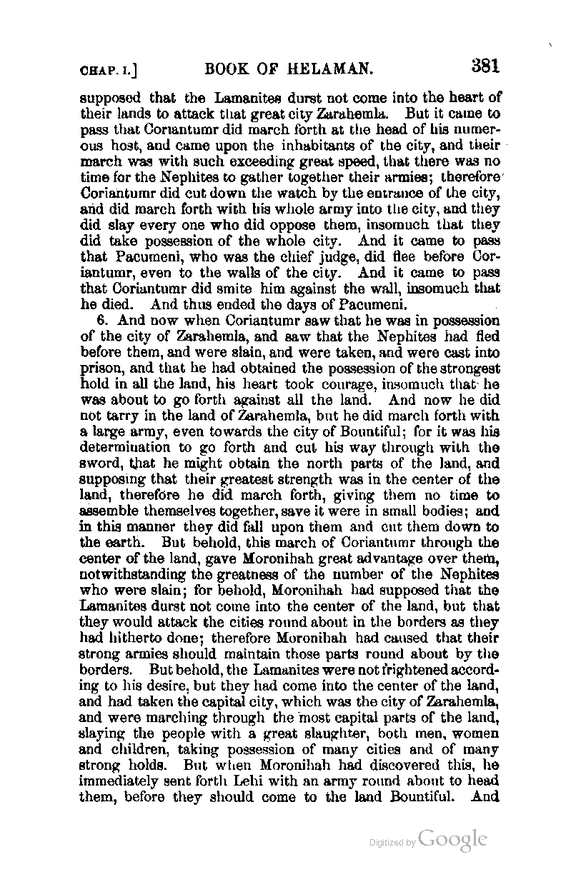 CHAP. I.] BOOK OF HELAMAN. 381
supposed that the Lamanites durst not come into the heart of
their lands to attack that great city Zarahemla. But it came to
pass that Coriantumr did march forth at the head of his numer-
ous host, and came upon the inhabitants of the city, and their
march was with such exceeding great speed, that there was no
time for the Nephites to gather together their armies; therefore
Coriantumr did cut down the watch by the entrance of the city,
and did march forth with his whole army into the city, and they
did slay every one who did oppose them, insomuch that they
did take possession of the whole city. And it came to pass
that Pacumeni, who was the chief judge, did flee before Cor-
iantumr, even to the walls of the city. And it came to pass
that Coriantumr did smite him against the wall, insomuch that
he died. And thus ended the days of Pacumeni.
6. And now when Coriantumr saw that he was in possession
of the city of Zarahemla, and saw that the Nephites had fled
before them, and were slain, and were taken, and were cast into
prison, and that he had obtained the possession of the strongest
hold in all the land, his heart took courage, insomuch that he
was about to go forth against all the land. And now he did
not tarry in the land of Zarahemla, but he did march forth with
a large army, even towards the city of Bountiful; for it was his
determination to go forth and cut his way through with the
sword, that he might obtain the north parts of the land, and
supposing that their greatest strength was in the center of the
land, therefore he did march forth, giving them no time to
assemble themselves together, save it were in small bodies; and
in this manner they did fall upon them and cut them down to
the earth. But behold, this march of Coriantumr through the
center of the land, gave Moronihah great advantage over them,
notwithstanding the greatness of the number of the Nephites
who were slain; for behold, Moronihah had supposed that the
Lamanites durst not come into the center of the land, but that
they would attack the cities round about in the borders as they
had hitherto done; therefore Moronihah had caused that their
strong armies should maintain those parts round about by the
borders. But behold, the Lamanites were not frightened accord-
ing to his desire, but they had come into the center of the land,
and had taken the capital city, which was the city of Zarahemla,
and were marching through the most capital parts of the land,
slaying the people with a great slaughter, both men, women
and children, taking possession of many cities and of many
strong holds. But when Moronihah had discovered this, he
immediately sent forth Lehi with an army round about to head
them, before they should come to the land Bountiful. And
Digitized by Google